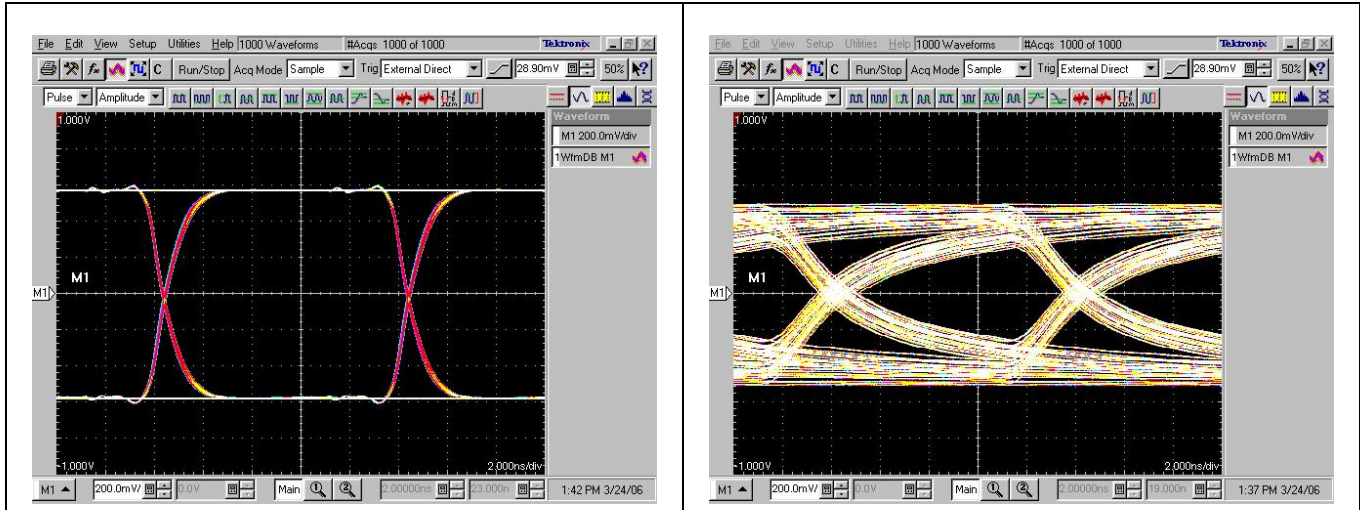 File Edit View Setup Utilities Help 1000 Waveforms #Acqs 1000 of 1000 Tektronix
C Run/Stop Acq Mode Sample Trig External Direct 28.90mV 50%
Pulse Amplitude
1.000V
Waveform
M1 200.0mV/div
1WfmDB M1
M1
M1
-1.000V 2.000ns/div
M1 200.0mV/ 0.0V Main 1 2 2.00000ns 23.000n 1:42 PM 3/24/06
File Edit View Setup Utilities Help 1000 Waveforms #Acqs 1000 of 1000 Tektronix
C Run/Stop Acq Mode Sample Trig External Direct 28.90mV 50%
Pulse Amplitude
1.000V
Waveform
M1 200.0mV/div
1WfmDB M1
M1
M1
-1.000V 2.000ns/div
M1 200.0mV/ 0.0V Main 1 2 2.00000ns 19.000n 1:37 PM 3/24/06